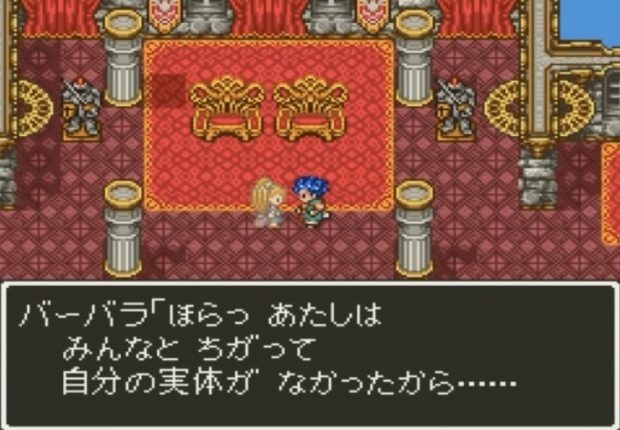 バーバラ「ほらっ あたしは
みんなと ちがって
自分の実体が なかったから……